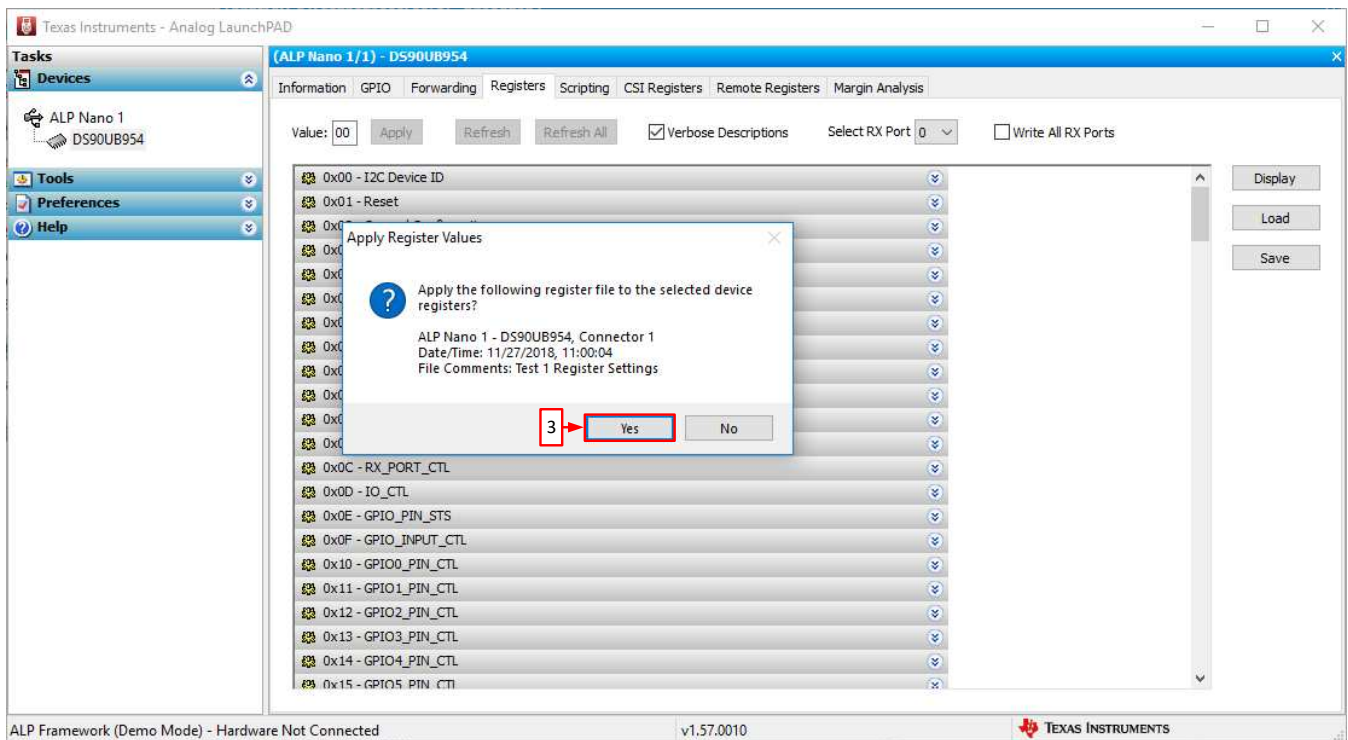 Texas Instruments - Analog LaunchPAD
Tasks
(ALP Nano 1/1) - DS90UB954
Devices
Information GPIO Forwarding Registers Scripting CSI Registers Remote Registers Margin Analysis
ALP Nano 1
DS90UB954
Value: 00 Apply Refresh Refresh All Verbose Descriptions Select RX Port 0 Write All RX Ports
Tools
Preferences
Help
0x00 - I2C Device ID
0x01 - Reset
Display
Load
Save
Apply Register Values
Apply the following register file to the selected device
registers?
ALP Nano 1 - DS90UB954, Connector 1
Date/Time: 11/27/2018, 11:00:04
File Comments: Test 1 Register Settings
3 Yes No
0x0C - RX_PORT_CTL
0x0D - IO_CTL
0x0E - GPIO_PIN_STS
0x0F - GPIO_INPUT_CTL
0x10 - GPIO0_PIN_CTL
0x11 - GPIO1_PIN_CTL
0x12 - GPIO2_PIN_CTL
0x13 - GPIO3_PIN_CTL
0x14 - GPIO4_PIN_CTL
0x15 - GPIO5_PIN_CTL
ALP Framework (Demo Mode) - Hardware Not Connected v1.57.0010 TEXAS INSTRUMENTS